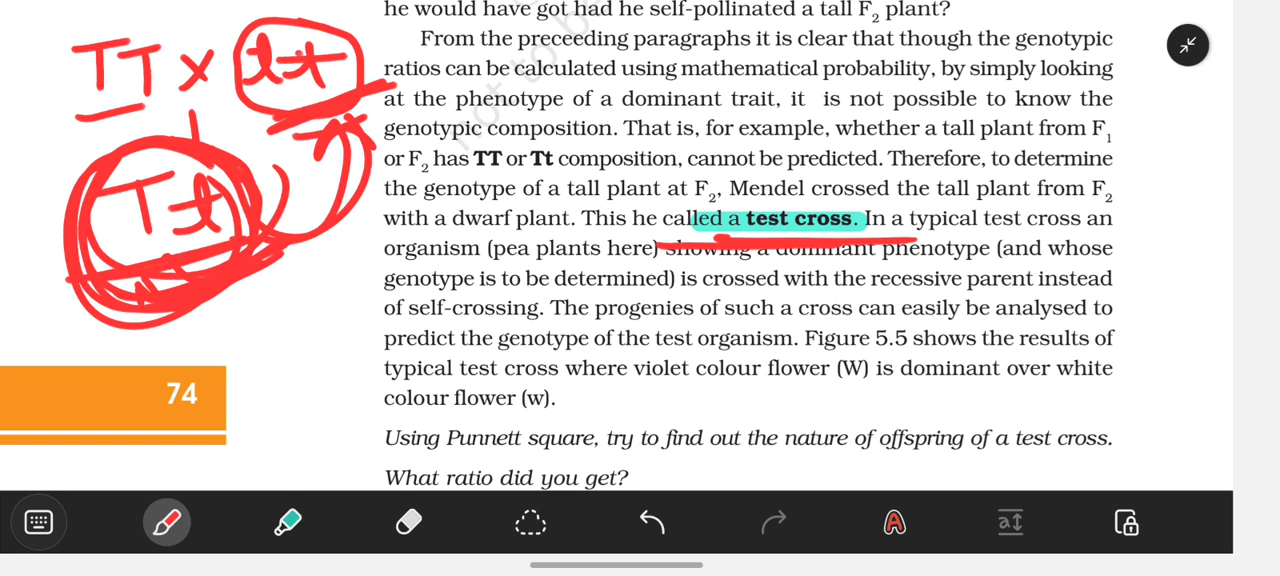 he would have got had he self-pollinated a tall F₂ plant?
TT × tt
Tt
From the preceeding paragraphs it is clear that though the genotypic
ratios can be calculated using mathematical probability, by simply looking
at the phenotype of a dominant trait, it is not possible to know the
genotypic composition. That is, for example, whether a tall plant from F₁
or F₂ has TT or Tt composition, cannot be predicted. Therefore, to determine
the genotype of a tall plant at F₂, Mendel crossed the tall plant from F₂
with a dwarf plant. This he called a test cross. In a typical test cross an
organism (pea plants here) showing a dominant phenotype (and whose
genotype is to be determined) is crossed with the recessive parent instead
of self-crossing. The progenies of such a cross can easily be analysed to
predict the genotype of the test organism. Figure 5.5 shows the results of
typical test cross where violet colour flower (W) is dominant over white
colour flower (w).
74
Using Punnett square, try to find out the nature of offspring of a test cross.
What ratio did you get?